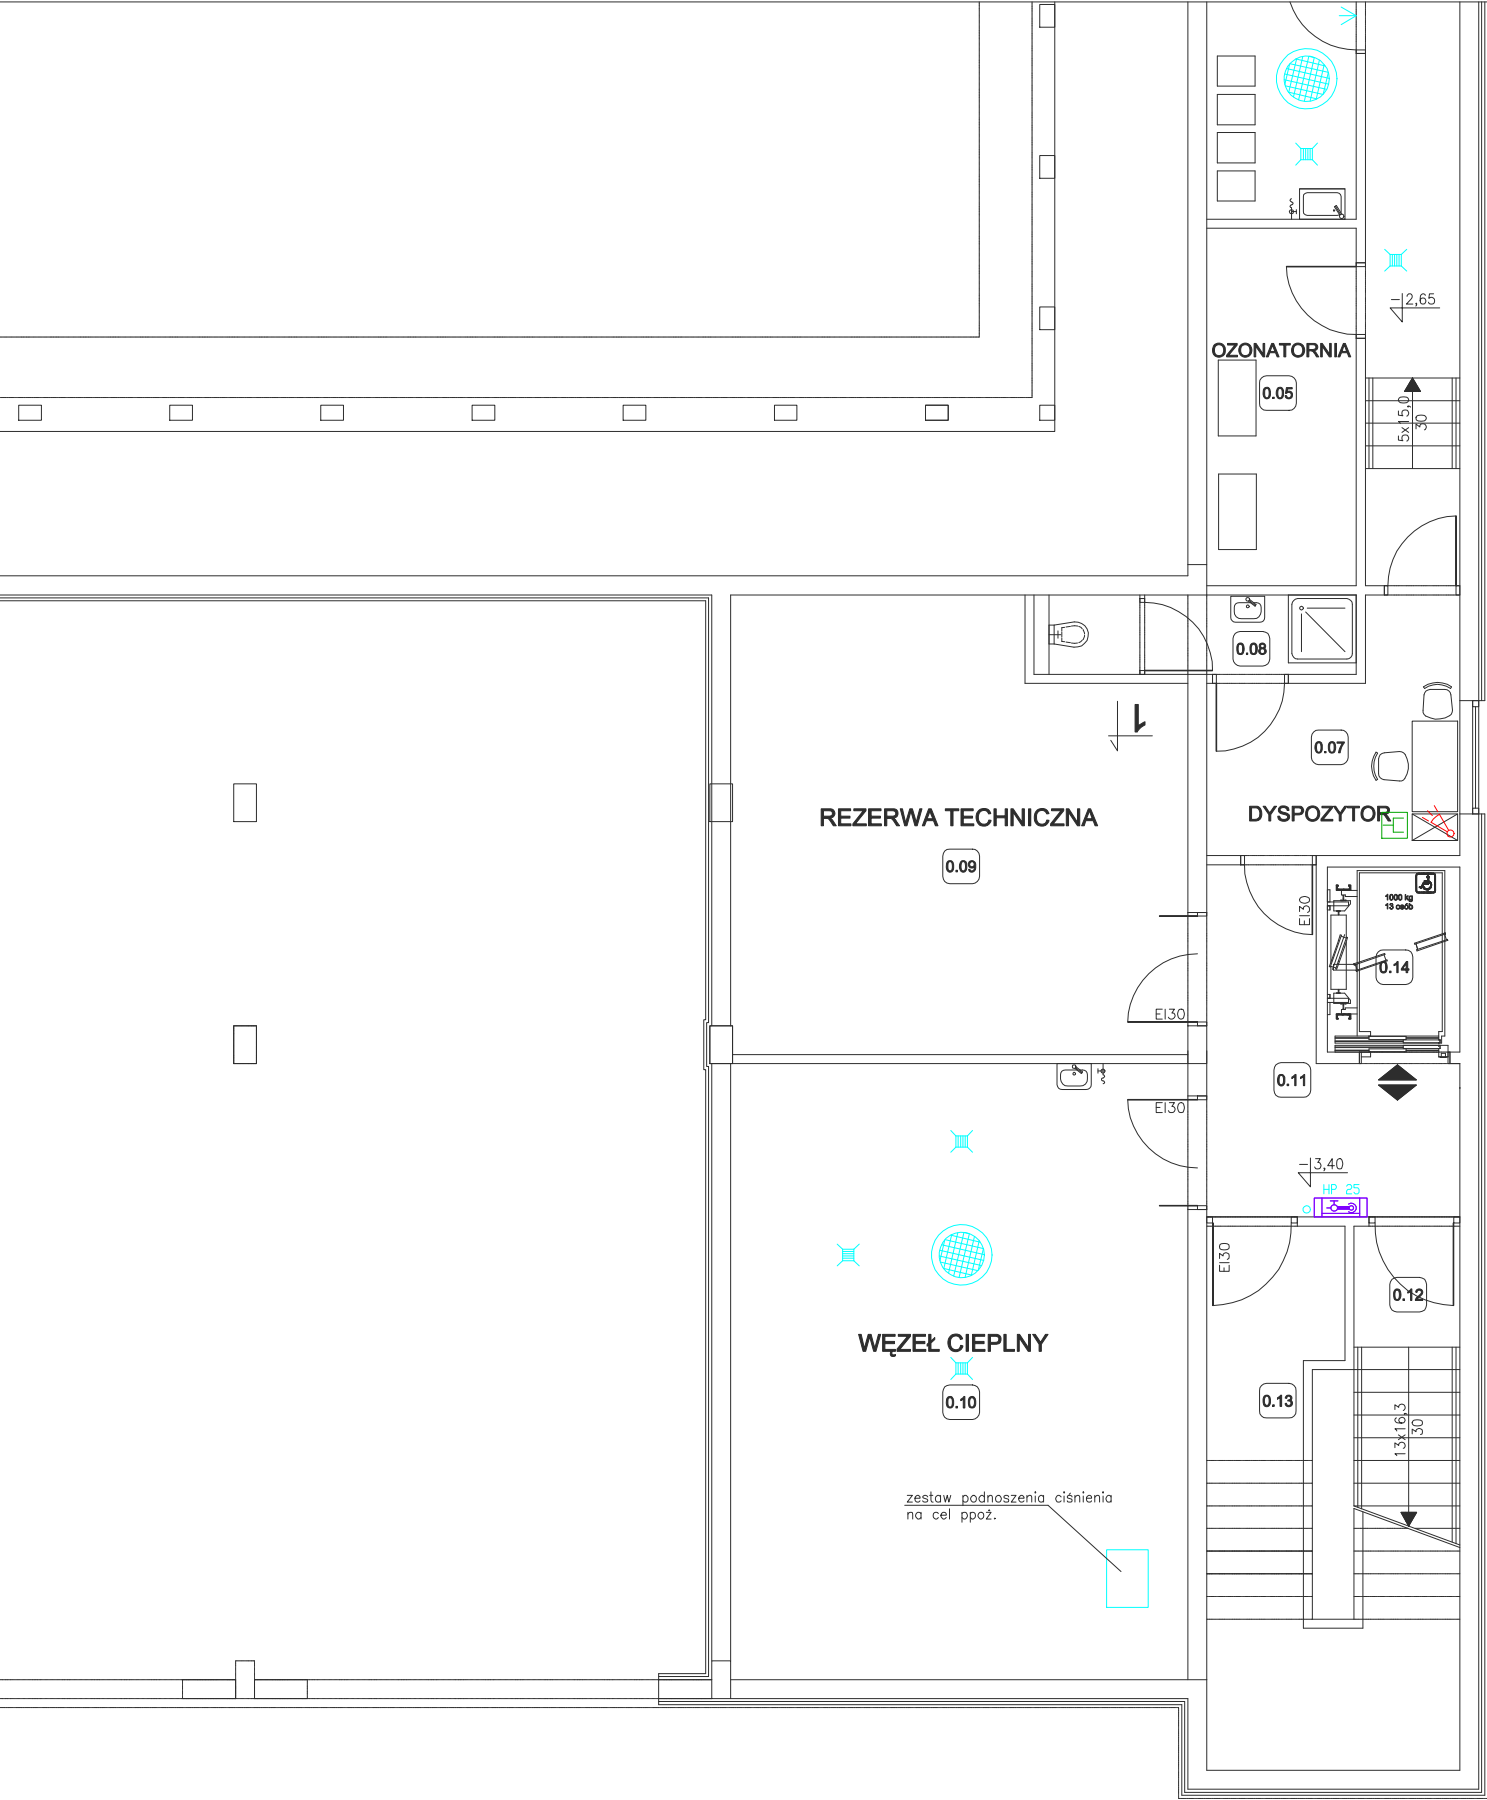 -2,65
OZONATORNIA
0.05
5x15,0
30
0.08
1
0.07
REZERWA TECHNICZNA
DYSPOZYTOR
0.09
1000 kg
13 osób
EI30
0.14
EI30
0.11
EI30
-3,40
HP 25
EI30
0.12
WĘZEŁ CIEPLNY
0.10
0.13
13x16,3
30
zestaw podnoszenia ciśnienia
na cel ppoż.